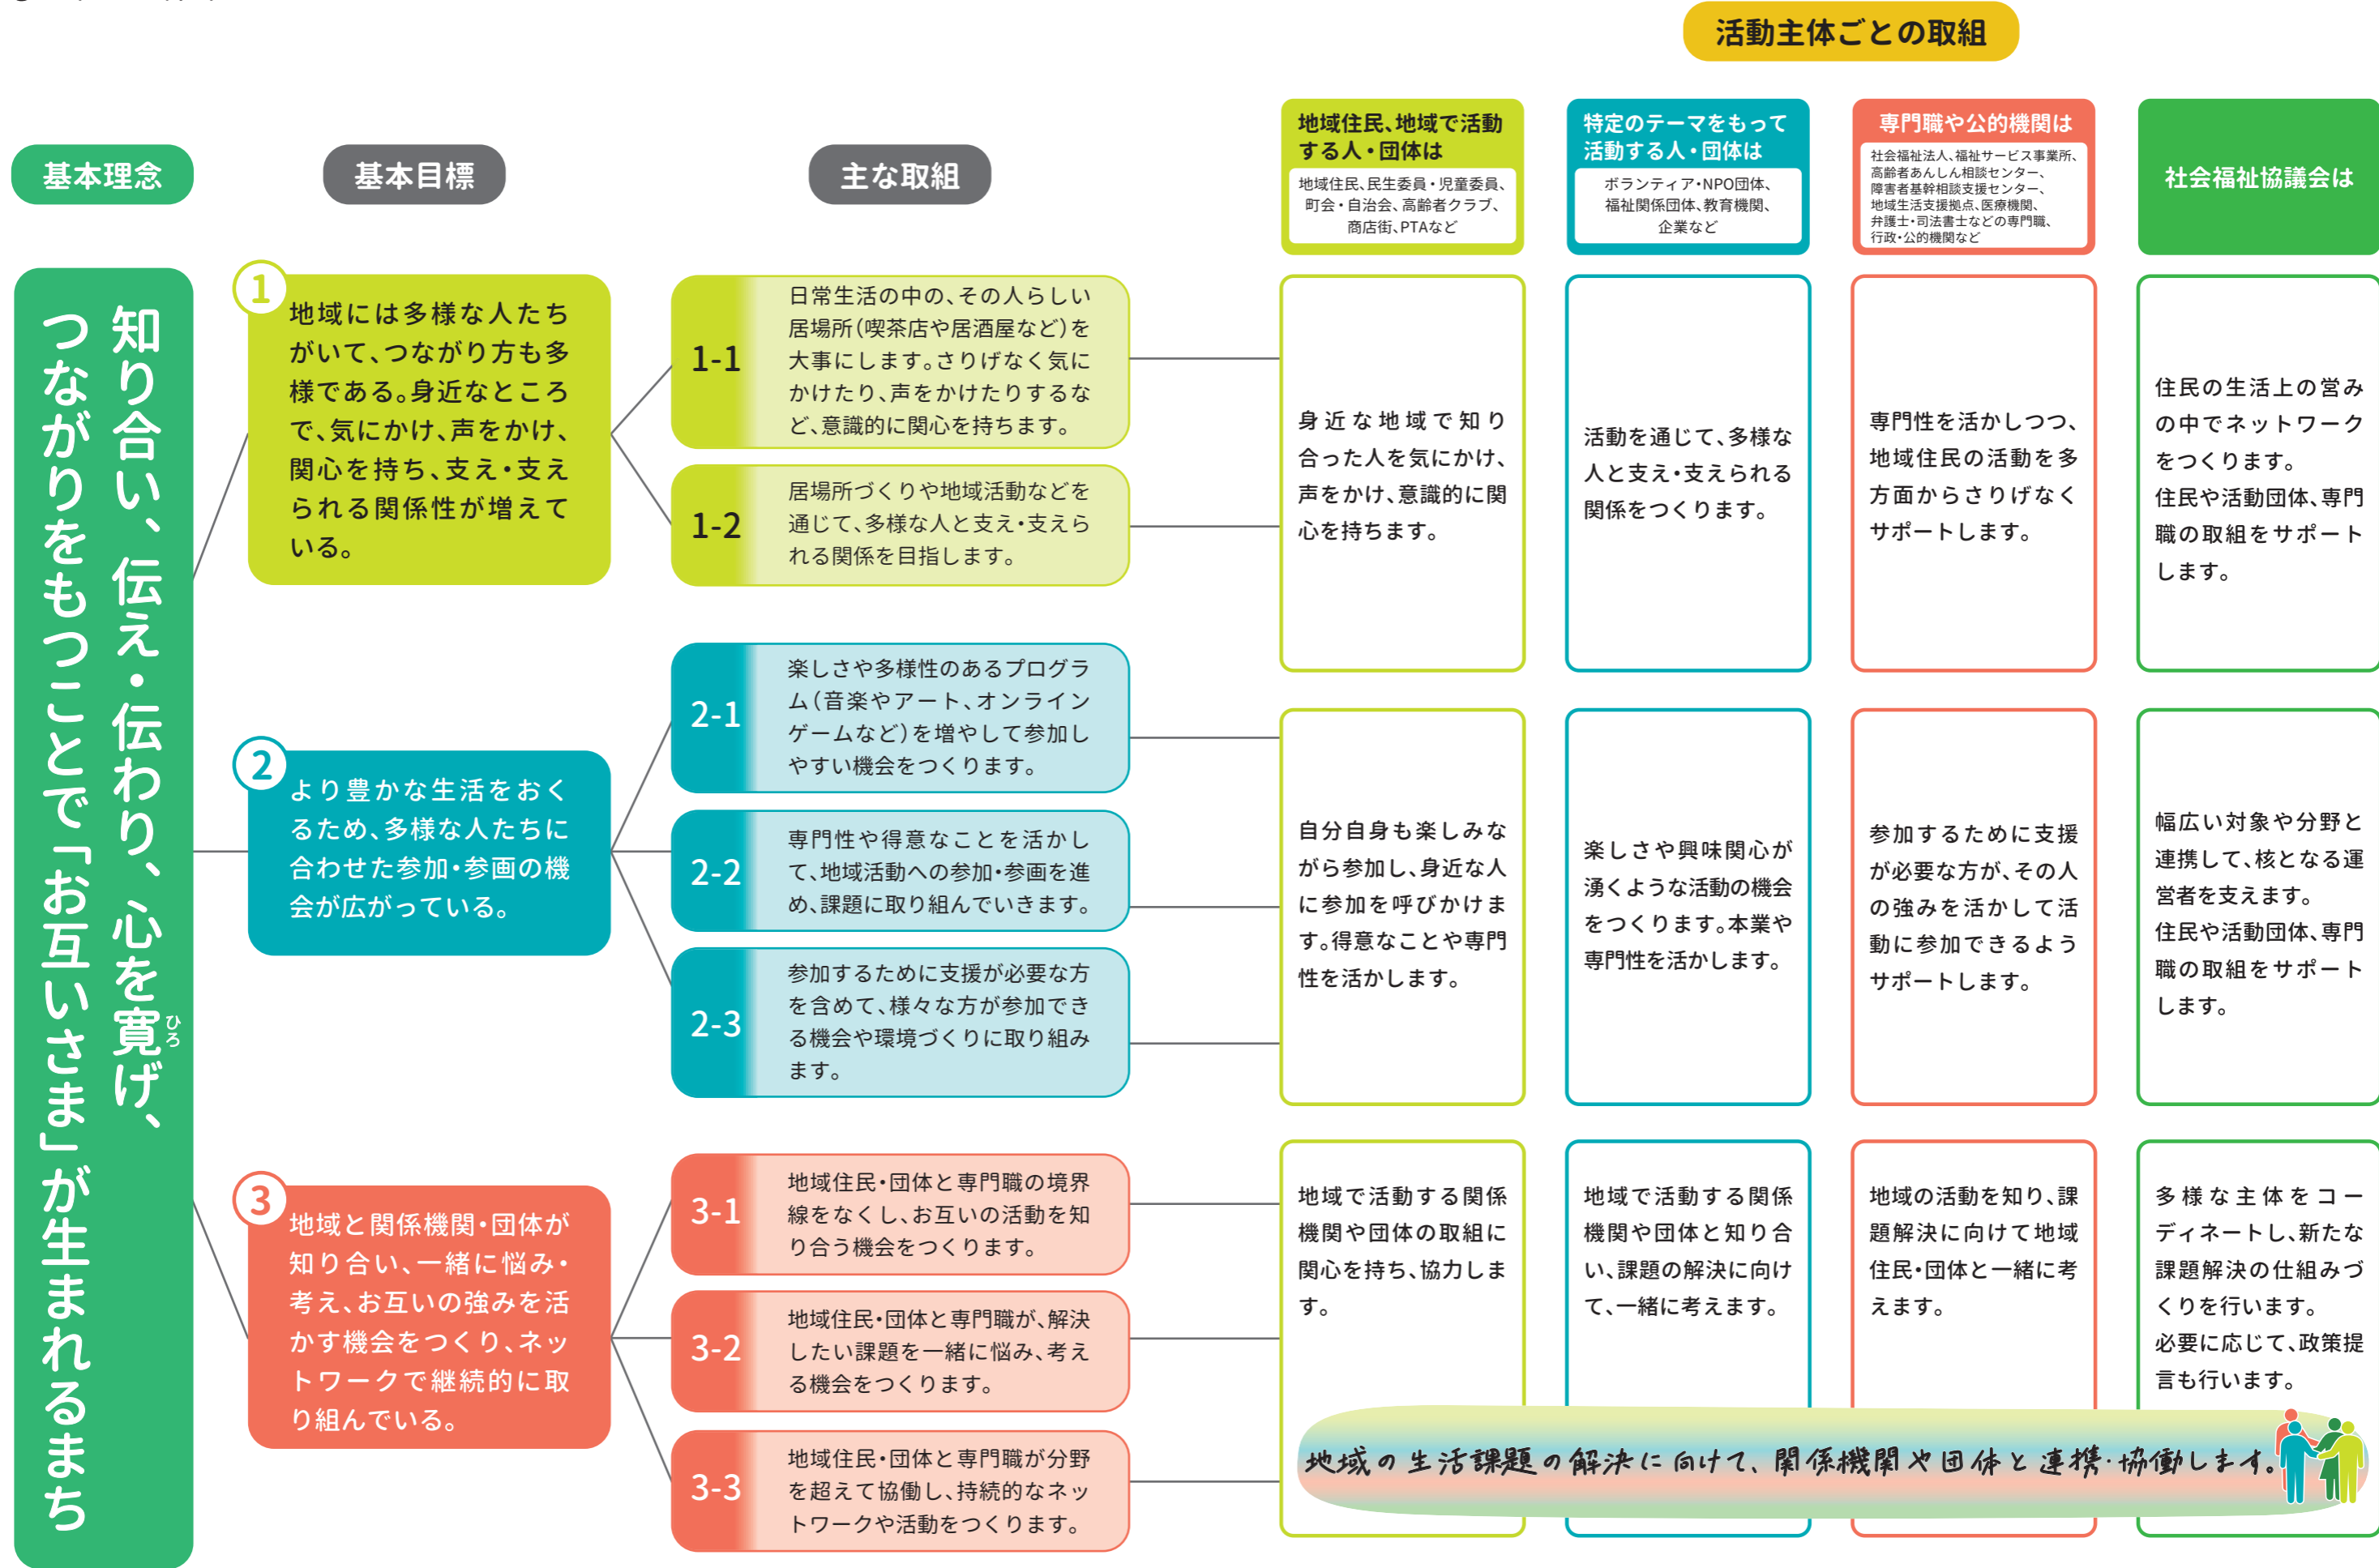 活動主体ごとの取組
基本理念
基本目標
主な取組
地域住民、地域で活動
する人・団体は
地域住民、民生委員・児童委員、
町会・自治会、高齢者クラブ、
商店街、PTAなど
特定のテーマをもって
活動する人・団体は
ボランティア・NPO団体、
福祉関係団体、教育機関、
企業など
専門職や公的機関は
社会福祉法人、福祉サービス事業所、
高齢者あんしん相談センター、
障害者基幹相談支援センター、
地域生活支援拠点、医療機関、
弁護士・司法書士などの専門職、
行政・公的機関など
社会福祉協議会は
知り合い、伝え・伝わり、心を寛げ、
ひろ
つながりをもつことで「お互いさま」が生まれるまち
1
地域には多様な人たち
がいて、つながり方も多
様である。身近なところ
で、気にかけ、声をかけ、
関心を持ち、支え・支え
られる関係性が増えて
いる。
1-1
日常生活の中の、その人らしい
居場所(喫茶店や居酒屋など)を
大事にします。さりげなく気に
かけたり、声をかけたりするな
ど、意識的に関心を持ちます。
1-2
居場所づくりや地域活動などを
通じて、多様な人と支え・支えら
れる関係を目指します。
身近な地域で知り
合った人を気にかけ、
声をかけ、意識的に関
心を持ちます。
活動を通じて、多様な
人と支え・支えられる
関係をつくります。
専門性を活かしつつ、
地域住民の活動を多
方面からさりげなく
サポートします。
住民の生活上の営み
の中でネットワーク
をつくります。
住民や活動団体、専門
職の取組をサポート
します。
2
より豊かな生活をおく
るため、多様な人たちに
合わせた参加・参画の機
会が広がっている。
2-1
楽しさや多様性のあるプログラ
ム(音楽やアート、オンライン
ゲームなど)を増やして参加し
やすい機会をつくります。
2-2
専門性や得意なことを活かし
て、地域活動への参加・参画を進
め、課題に取り組んでいきます。
2-3
参加するために支援が必要な方
を含めて、様々な方が参加でき
る機会や環境づくりに取り組み
ます。
自分自身も楽しみな
がら参加し、身近な人
に参加を呼びかけま
す。得意なことや専門
性を活かします。
楽しさや興味関心が
湧くような活動の機会
をつくります。本業や
専門性を活かします。
参加するために支援
が必要な方が、その人
の強みを活かして活
動に参加できるよう
サポートします。
幅広い対象や分野と
連携して、核となる運
営者を支えます。
住民や活動団体、専門
職の取組をサポート
します。
3
地域と関係機関・団体が
知り合い、一緒に悩み・
考え、お互いの強みを活
かす機会をつくり、ネッ
トワークで継続的に取
り組んでいる。
3-1
地域住民・団体と専門職の境界
線をなくし、お互いの活動を知
り合う機会をつくります。
3-2
地域住民・団体と専門職が、解決
したい課題を一緒に悩み、考え
る機会をつくります。
3-3
地域住民・団体と専門職が分野
を超えて協働し、持続的なネッ
トワークや活動をつくります。
地域で活動する関係
機関や団体の取組に
関心を持ち、協力しま
す。
地域で活動する関係
機関や団体と知り合
い、課題の解決に向け
て、一緒に考えます。
地域の活動を知り、課
題解決に向けて地域
住民・団体と一緒に考
えます。
多様な主体をコー
ディネートし、新たな
課題解決の仕組みづ
くりを行います。
必要に応じて、政策提
言も行います。
地域の生活課題の解決に向けて、関係機関や団体と連携・協働します。